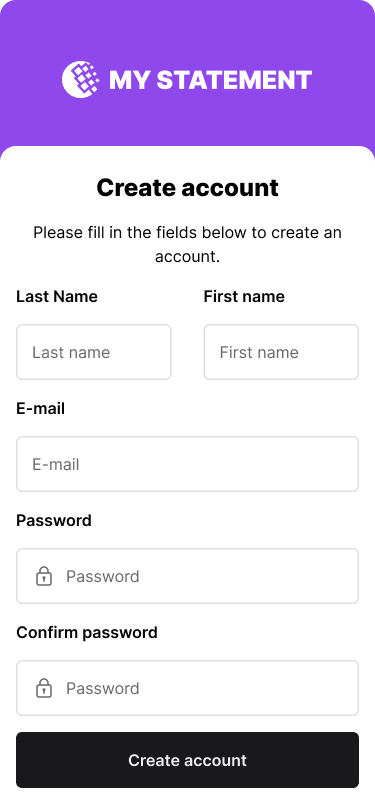 MY STATEMENT
Create account
Please fill in the fields below to create an
account.
Last Name
First name
Last name
First name
E-mail
E-mail
Password
Password
Confirm password
Password
Create account